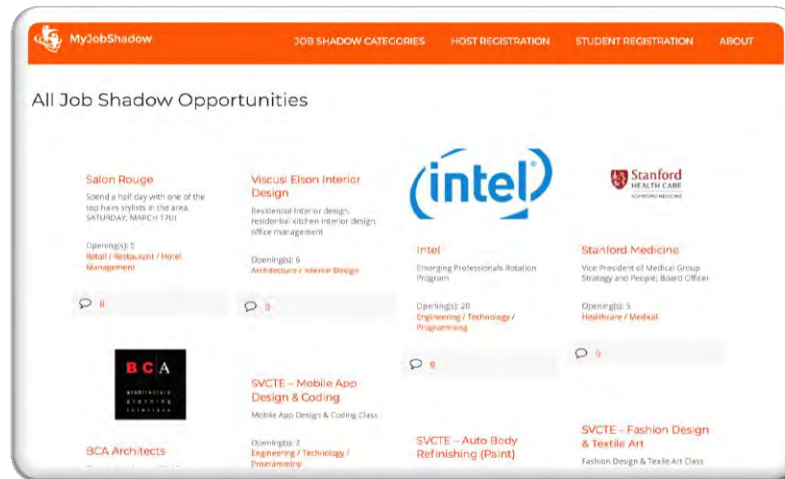 MyJobShadow
JOB SHADOW CATEGORIES
HOST REGISTRATION
STUDENT REGISTRATION
ABOUT
All Job Shadow Opportunities
Salon Rouge
Spend a half day with one of the
top hairs stylists in the area.
SATURDAY, MARCH 17th
Opening(s): 5
Retail / Restaurant / Hotel
Management
0
Viscusi Elson Interior
Design
Residential Interior design,
residential kitchen interior design,
office management
Opening(s): 6
Architecture / Interior Design
0
(intel)
Intel
Emerging Professionals Rotation
Program
Opening(s): 20
Engineering / Technology /
Programming
0
Stanford
HEALTH CARE
STANFORD MEDICINE
Stanford Medicine
Vice President of Medical Group
Strategy and People; Board Officer
Opening(s): 5
Healthcare / Medical
0
BCA
architecture
planning
interiors
BCA Architects
SVCTE – Mobile App
Design & Coding
Mobile App Design & Coding Class
Opening(s): 2
Engineering / Technology /
Programming
SVCTE – Auto Body
Refinishing (Paint)
SVCTE – Fashion Design
& Textile Art
Fashion Design & Texile Art Class